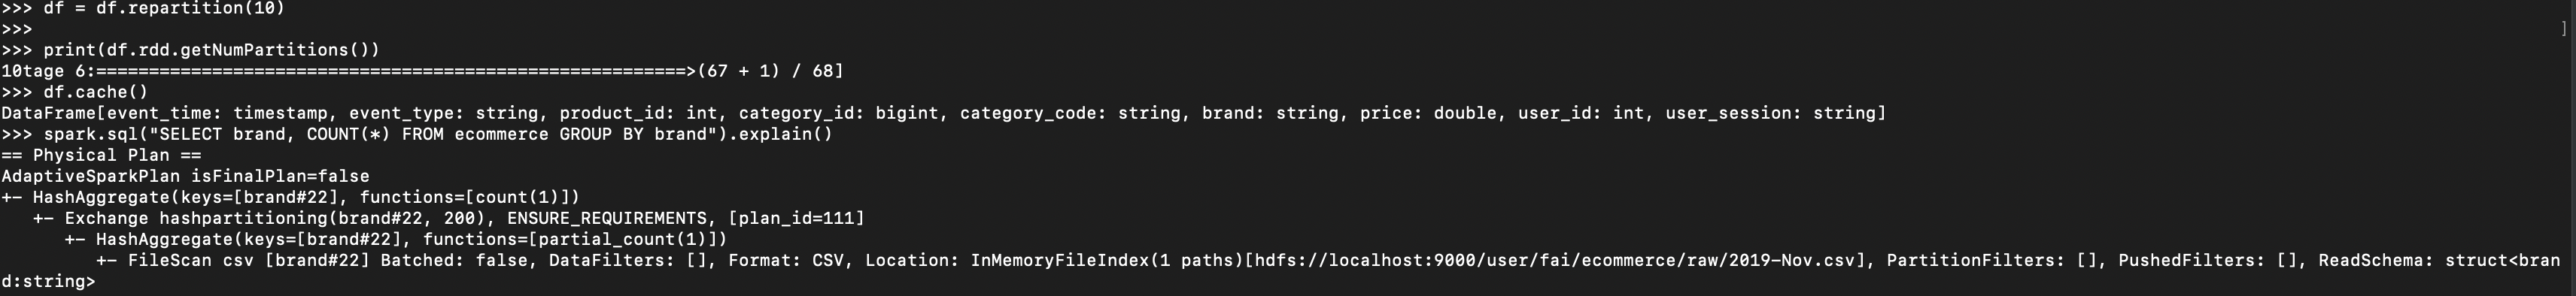 >>> df = df.repartition(10)
>>> ]
>>> print(df.rdd.getNumPartitions())
10tage 6:========================================================>(67 + 1) / 68]
>>> df.cache()
DataFrame[event_time: timestamp, event_type: string, product_id: int, category_id: bigint, category_code: string, brand: string, price: double, user_id: int, user_session: string]
>>> spark.sql("SELECT brand, COUNT(*) FROM ecommerce GROUP BY brand").explain()
== Physical Plan ==
AdaptiveSparkPlan isFinalPlan=false
+- HashAggregate(keys=[brand#22], functions=[count(1)])
   +- Exchange hashpartitioning(brand#22, 200), ENSURE_REQUIREMENTS, [plan_id=111]
      +- HashAggregate(keys=[brand#22], functions=[partial_count(1)])
         +- FileScan csv [brand#22] Batched: false, DataFilters: [], Format: CSV, Location: InMemoryFileIndex(1 paths)[hdfs://localhost:9000/user/fai/ecommerce/raw/2019-Nov.csv], PartitionFilters: [], PushedFilters: [], ReadSchema: struct<bran
d:string>